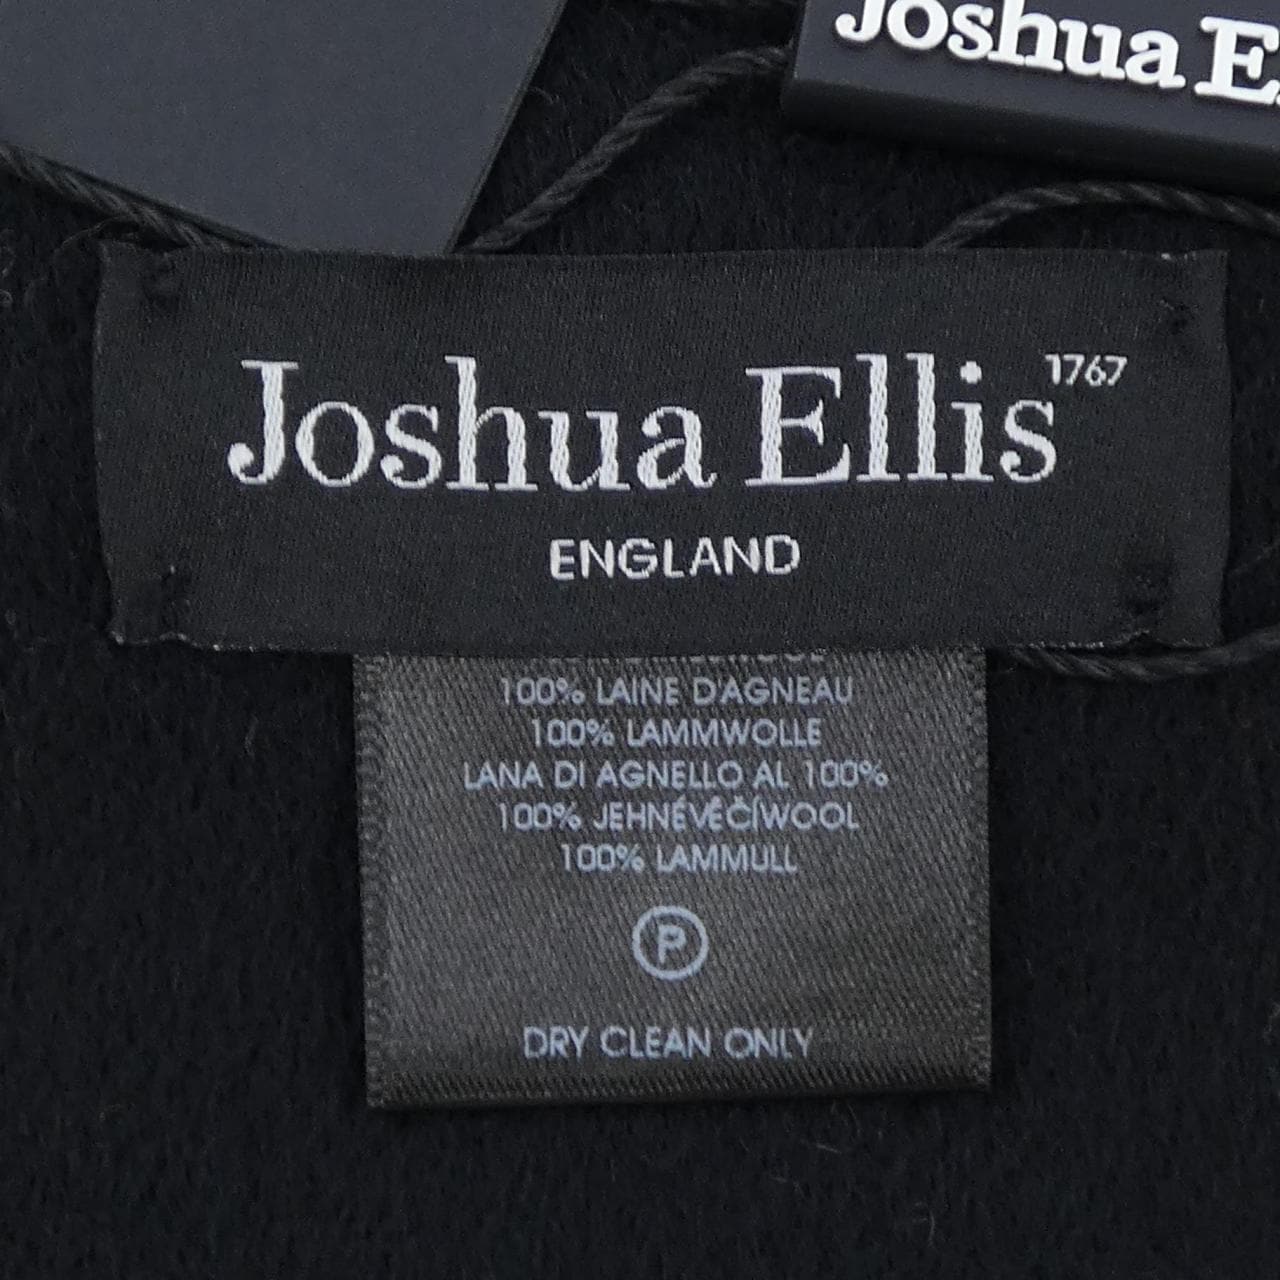 Joshua E
Joshua Ellis 1767
ENGLAND
100% LAINE D'AGNEAU
100% LAMMWOLLE
LANA DI AGNELLO AL 100%
100% JEHNÉVĚČÍWOOL
100% LAMMULL
P
DRY CLEAN ONLY